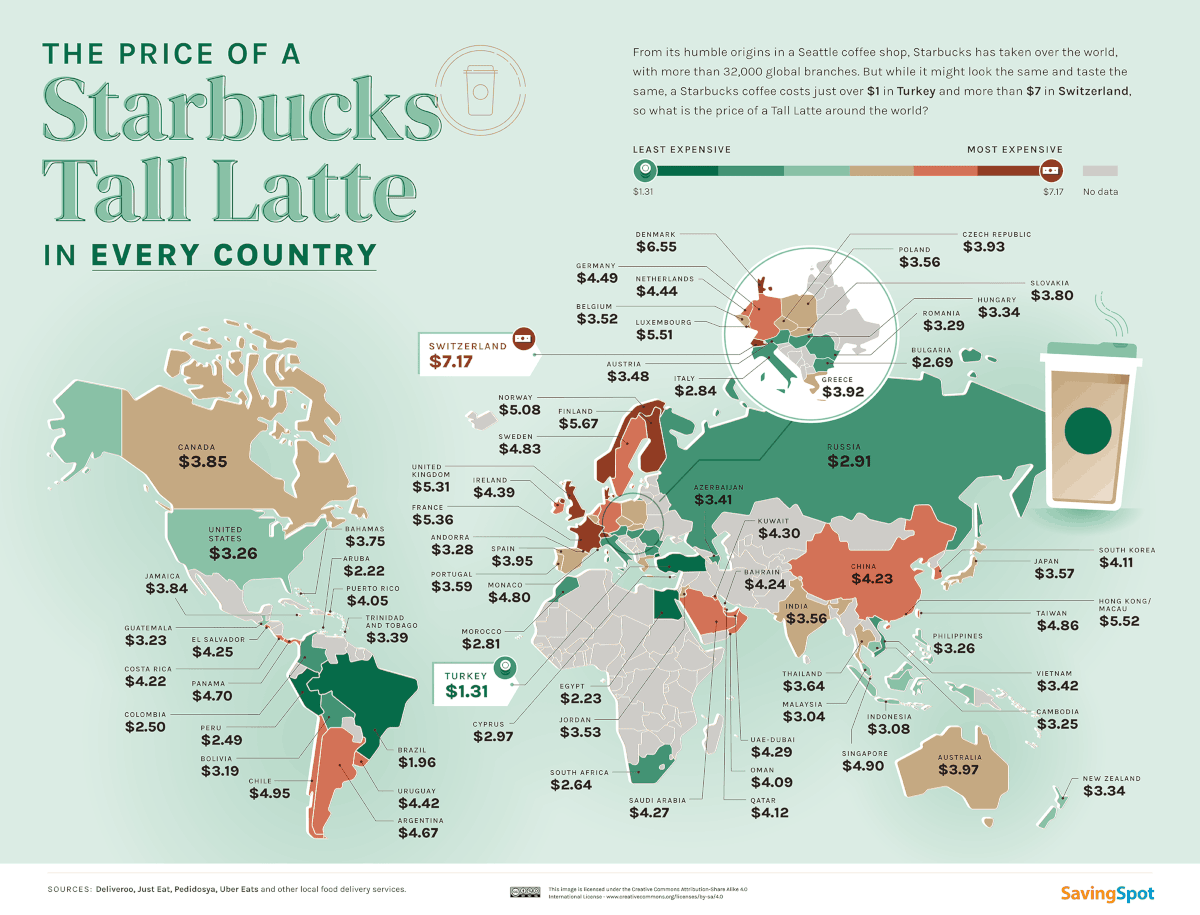 THE PRICE OF A
Starbucks
Tall Latte
IN EVERY COUNTRY
From its humble origins in a Seattle coffee shop, Starbucks has taken over the world,
with more than 32,000 global branches. But while it might look the same and taste the
same, a Starbucks coffee costs just over $1 in Turkey and more than $7 in Switzerland,
so what is the price of a Tall Latte around the world?
LEAST EXPENSIVE
MOST EXPENSIVE
$1.31
$7.17
No data
DENMARK
$6.55
CZECH REPUBLIC
$3.93
POLAND
$3.56
GERMANY
$4.49
NETHERLANDS
$4.44
SLOVAKIA
$3.80
HUNGARY
$3.34
BELGIUM
$3.52
LUXEMBOURG
$5.51
ROMANIA
$3.29
SWITZERLAND
$7.17
AUSTRIA
$3.48
ITALY
$2.84
BULGARIA
$2.69
GREECE
$3.92
NORWAY
$5.08
FINLAND
$5.67
SWEDEN
$4.83
CANADA
$3.85
RUSSIA
$2.91
UNITED
KINGDOM
$5.31
IRELAND
$4.39
AZERBAIJAN
$3.41
FRANCE
$5.36
UNITED
STATES
$3.26
BAHAMAS
$3.75
ANDORRA
$3.28
SPAIN
$3.95
KUWAIT
$4.30
ARUBA
$2.22
PORTUGAL
$3.59
MONACO
$4.80
BAHRAIN
$4.24
CHINA
$4.23
JAPAN
$3.57
SOUTH KOREA
$4.11
JAMAICA
$3.84
PUERTO RICO
$4.05
INDIA
$3.56
HONG KONG/
MACAU
$5.52
TAIWAN
$4.86
TRINIDAD
AND TOBAGO
$3.39
GUATEMALA
$3.23
EL SALVADOR
$4.25
MOROCCO
$2.81
PHILIPPINES
$3.26
COSTA RICA
$4.22
PANAMA
$4.70
TURKEY
$1.31
EGYPT
$2.23
THAILAND
$3.64
VIETNAM
$3.42
COLOMBIA
$2.50
PERU
$2.49
CYPRUS
$2.97
JORDAN
$3.53
MALAYSIA
$3.04
INDONESIA
$3.08
CAMBODIA
$3.25
BOLIVIA
$3.19
BRAZIL
$1.96
UAE-DUBAI
$4.29
SINGAPORE
$4.90
AUSTRALIA
$3.97
CHILE
$4.95
SOUTH AFRICA
$2.64
OMAN
$4.09
NEW ZEALAND
$3.34
URUGUAY
$4.42
SAUDI ARABIA
$4.27
QATAR
$4.12
ARGENTINA
$4.67
SOURCES: Deliveroo, Just Eat, Pedidosya, Uber Eats and other local food delivery services.
This image is licensed under the Creative Commons Attribution-Share Alike 4.0
International License - www.creativecommons.org/licenses/by-sa/4.0
SavingSpot